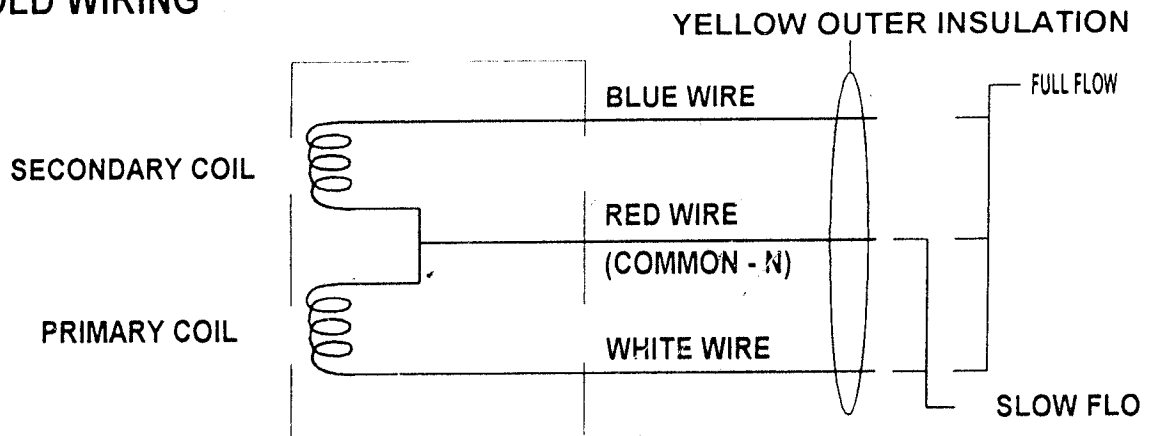 OLD WIRING
YELLOW OUTER INSULATION
FULL FLOW
BLUE WIRE
SECONDARY COIL
RED WIRE
(COMMON - N)
PRIMARY COIL
WHITE WIRE
SLOW FLO